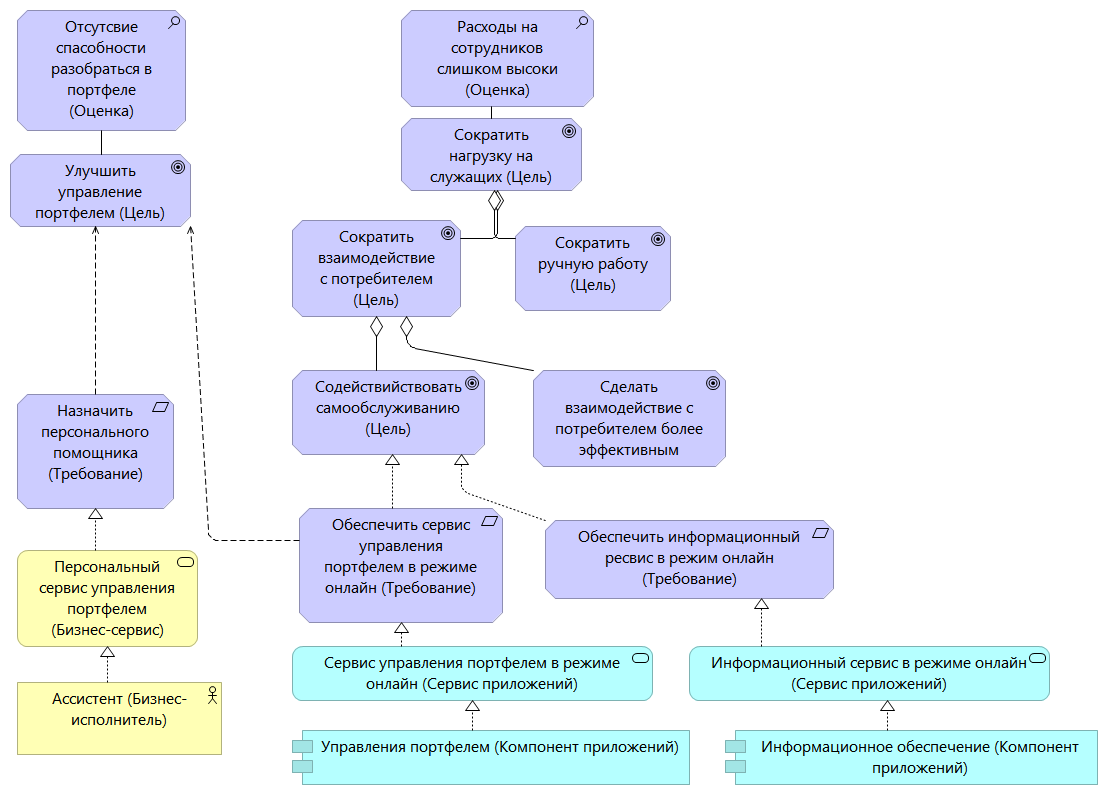 Отсутсвие
спасобности
разобраться в
портфеле
(Оценка)
Расходы на
сотрудников
слишком высоки
(Оценка)
Улучшить
управление
портфелем (Цель)
Сократить
нагрузку на
служащих (Цель)
Сократить
взаимодействие
с потребителем
(Цель)
Сократить
ручную работу
(Цель)
Содействийствовать
самообслуживанию
(Цель)
Сделать
взаимодействие с
потребителем более
эффективным
Назначить
персонального
помощника
(Требование)
Обеспечить сервис
управления
портфелем в режиме
онлайн (Требование)
Обеспечить информационный
ресвис в режим онлайн
(Требование)
Персональный
сервис управления
портфелем
(Бизнес-сервис)
Сервис управления портфелем в режиме
онлайн (Сервис приложений)
Информационный сервис в режиме онлайн
(Сервис приложений)
Ассистент (Бизнес-
исполнитель)
Управления портфелем (Компонент приложений)
Информационное обеспечение (Компонент
приложений)